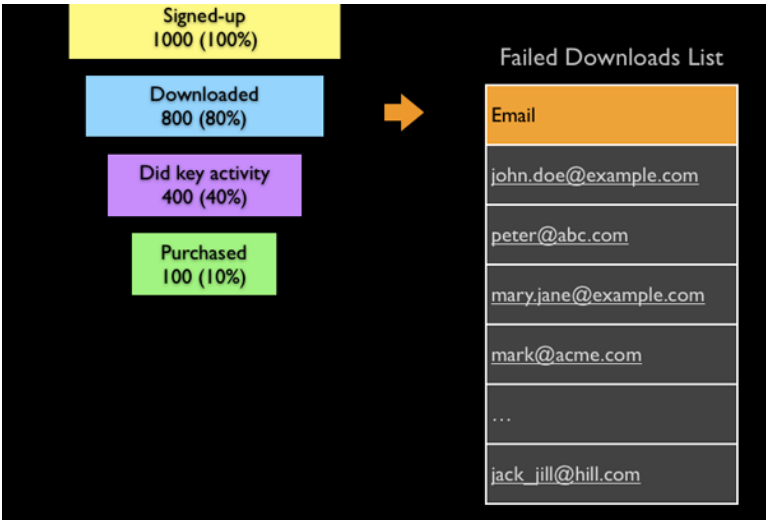 Signed-up
1000 (100%)
Downloaded
800 (80%)
Did key activity
400 (40%)
Purchased
100 (10%)
Failed Downloads List
Email
john.doe@example.com
peter@abc.com
mary.jane@example.com
mark@acme.com
...
jack_jill@hill.com